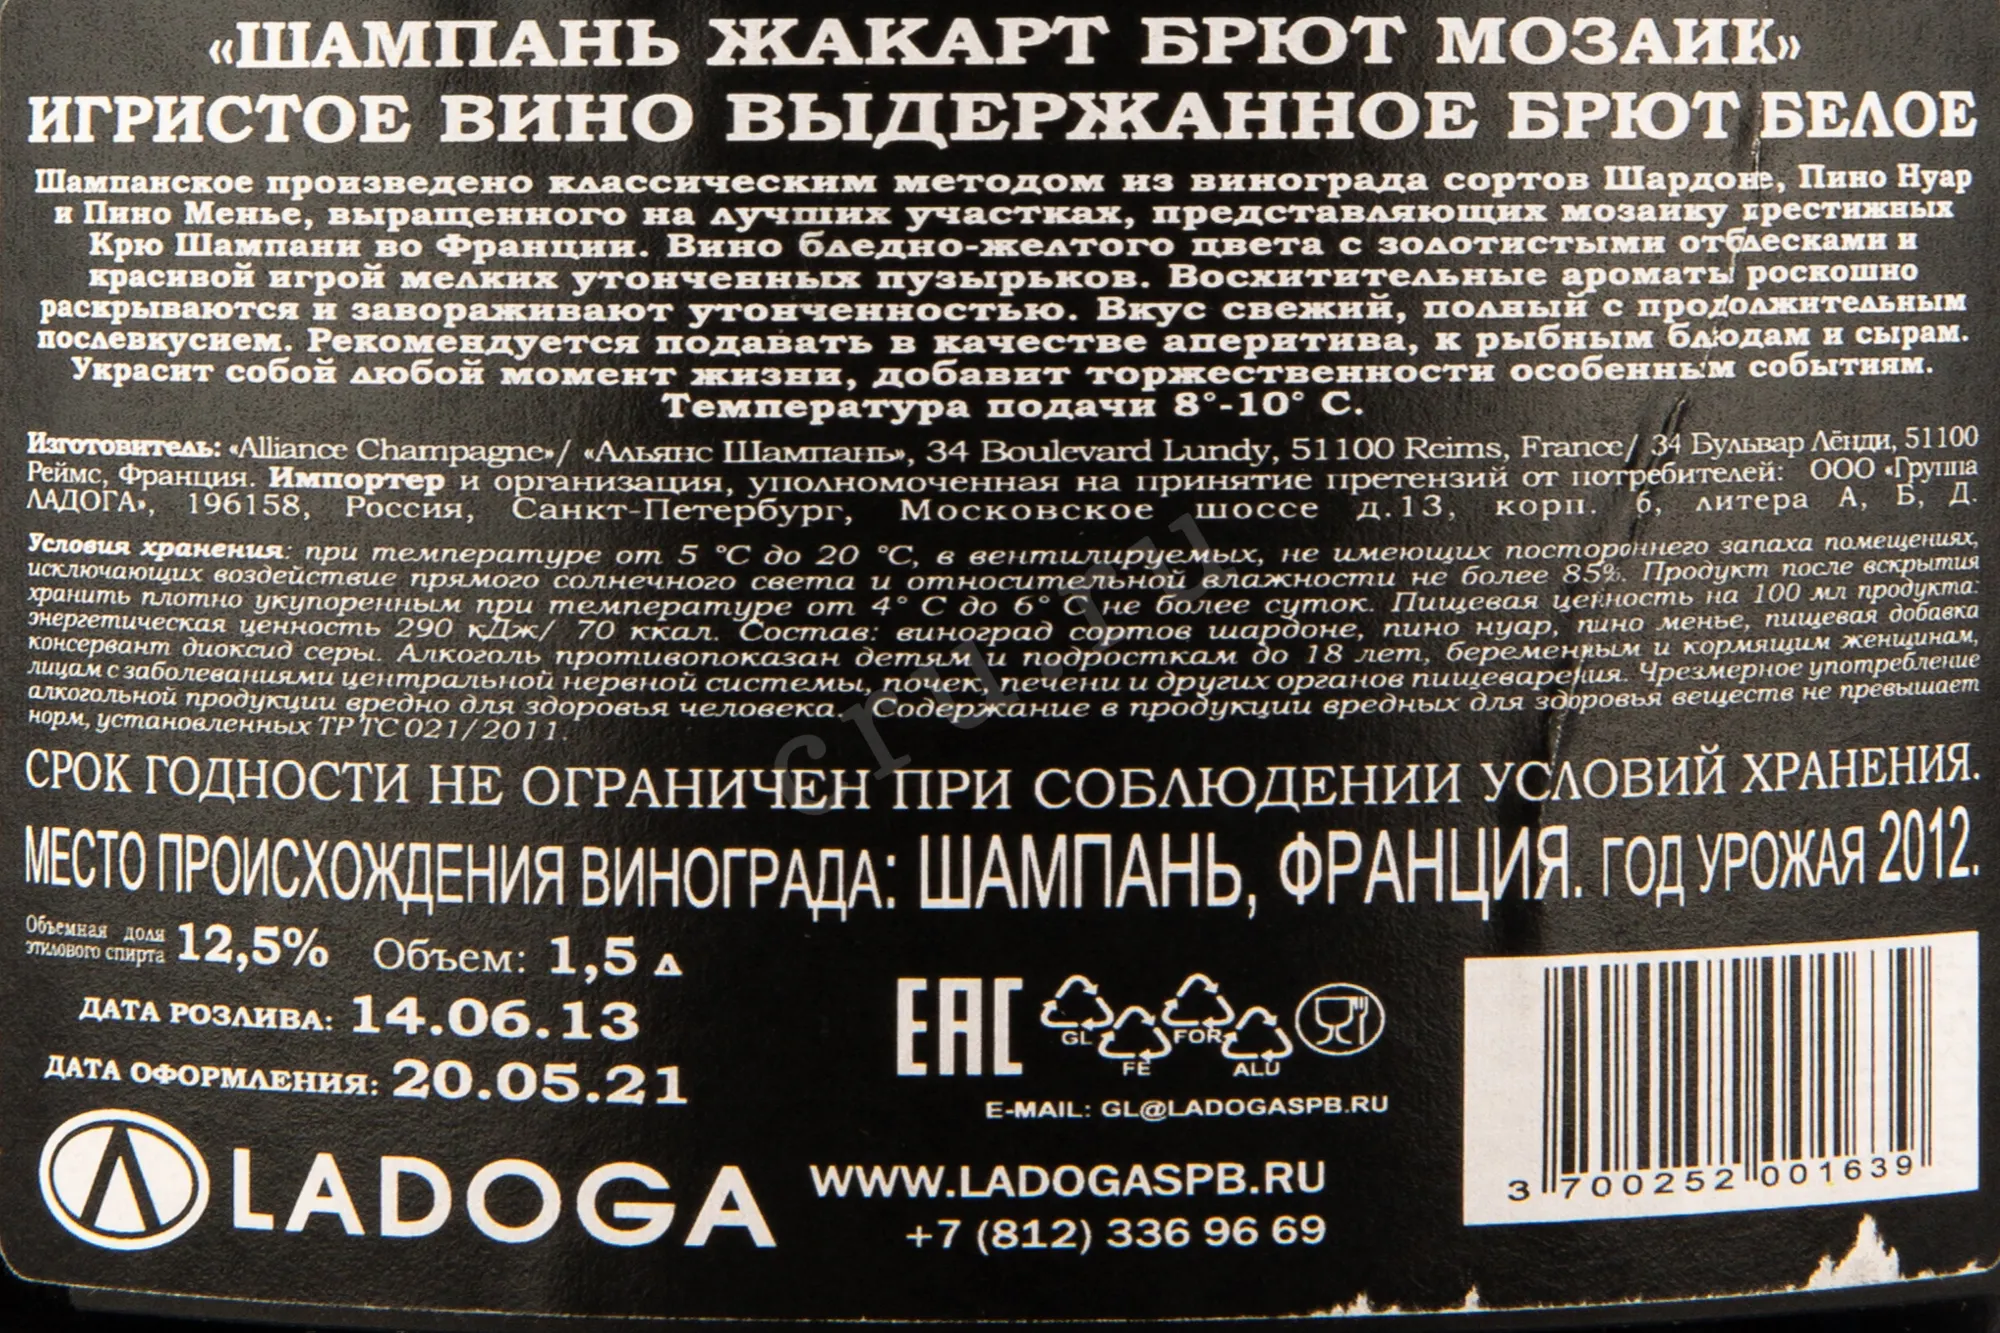 «ШАМПАНЬ ЖАКАРТ БРЮТ МОЗАИК»
ИГРИСТОЕ ВИНО ВЫДЕРЖАННОЕ БРЮТ БЕЛОЕ
Шампанское произведено классическим методом из винограда сортов Шардоне, Пино Нуар
и Пино Менье, выращенного на лучших участках, представляющих мозаику престижных
Крю Шампани во Франции. Вино бледно-желтого цвета с золотистыми отблесками и
красивой игрой мелких утонченных пузырьков. Восхитительные ароматы роскошно
раскрываются и завораживают утонченностью. Вкус свежий, полный с продолжительным
послевкусием. Рекомендуется подавать в качестве аперитива, к рыбным блюдам и сырам.
Украсит собой любой момент жизни, добавит торжественности особенным событиям.
Температура подачи 8°-10° С.
Изготовитель: «Alliance Champagne»/ «Альянс Шампань», 34 Boulevard Lundy, 51100 Reims, France/ 34 Бульвар Лёнди, 51100
Реймс, Франция. Импортер и организация, уполномоченная на принятие претензий от потребителей: ООО «Группа
ЛАДОГА», 196158, Россия, Санкт-Петербург, Московское шоссе д.13, корп. 6, литера А, Б, Д.
Условия хранения: при температуре от 5 °С до 20 °С, в вентилируемых, не имеющих постороннего запаха помещениях,
исключающих воздействие прямого солнечного света и относительной влажности не более 85%. Продукт после вскрытия
хранить плотно укупоренным при температуре от 4° С до 6° С не более суток. Пищевая ценность на 100 мл продукта:
энергетическая ценность 290 кДж/ 70 ккал. Состав: виноград сортов шардоне, пино нуар, пино менье, пищевая добавка
консервант диоксид серы. Алкоголь противопоказан детям и подросткам до 18 лет, беременным и кормящим женщинам,
лицам с заболеваниями центральной нервной системы, почек, печени и других органов пищеварения. Чрезмерное употребление
алкогольной продукции вредно для здоровья человека. Содержание в продукции вредных для здоровья веществ не превышает
норм, установленных ТР ТС 021/2011.
СРОК ГОДНОСТИ НЕ ОГРАНИЧЕН ПРИ СОБЛЮДЕНИИ УСЛОВИЙ ХРАНЕНИЯ.
МЕСТО ПРОИСХОЖДЕНИЯ ВИНОГРАДА: ШАМПАНЬ, ФРАНЦИЯ. ГОД УРОЖАЯ 2012.
Объемная доля
этилового спирта 12,5% Объем: 1,5 л
ДАТА РОЗЛИВА: 14.06.13
ДАТА ОФОРМЛЕНИЯ: 20.05.21
EAC GL FE FOR ALU
E-MAIL: GL@LADOGASPB.RU
LADOGA
WWW.LADOGASPB.RU
+7 (812) 336 96 69
3 700252 001639
cru.ru